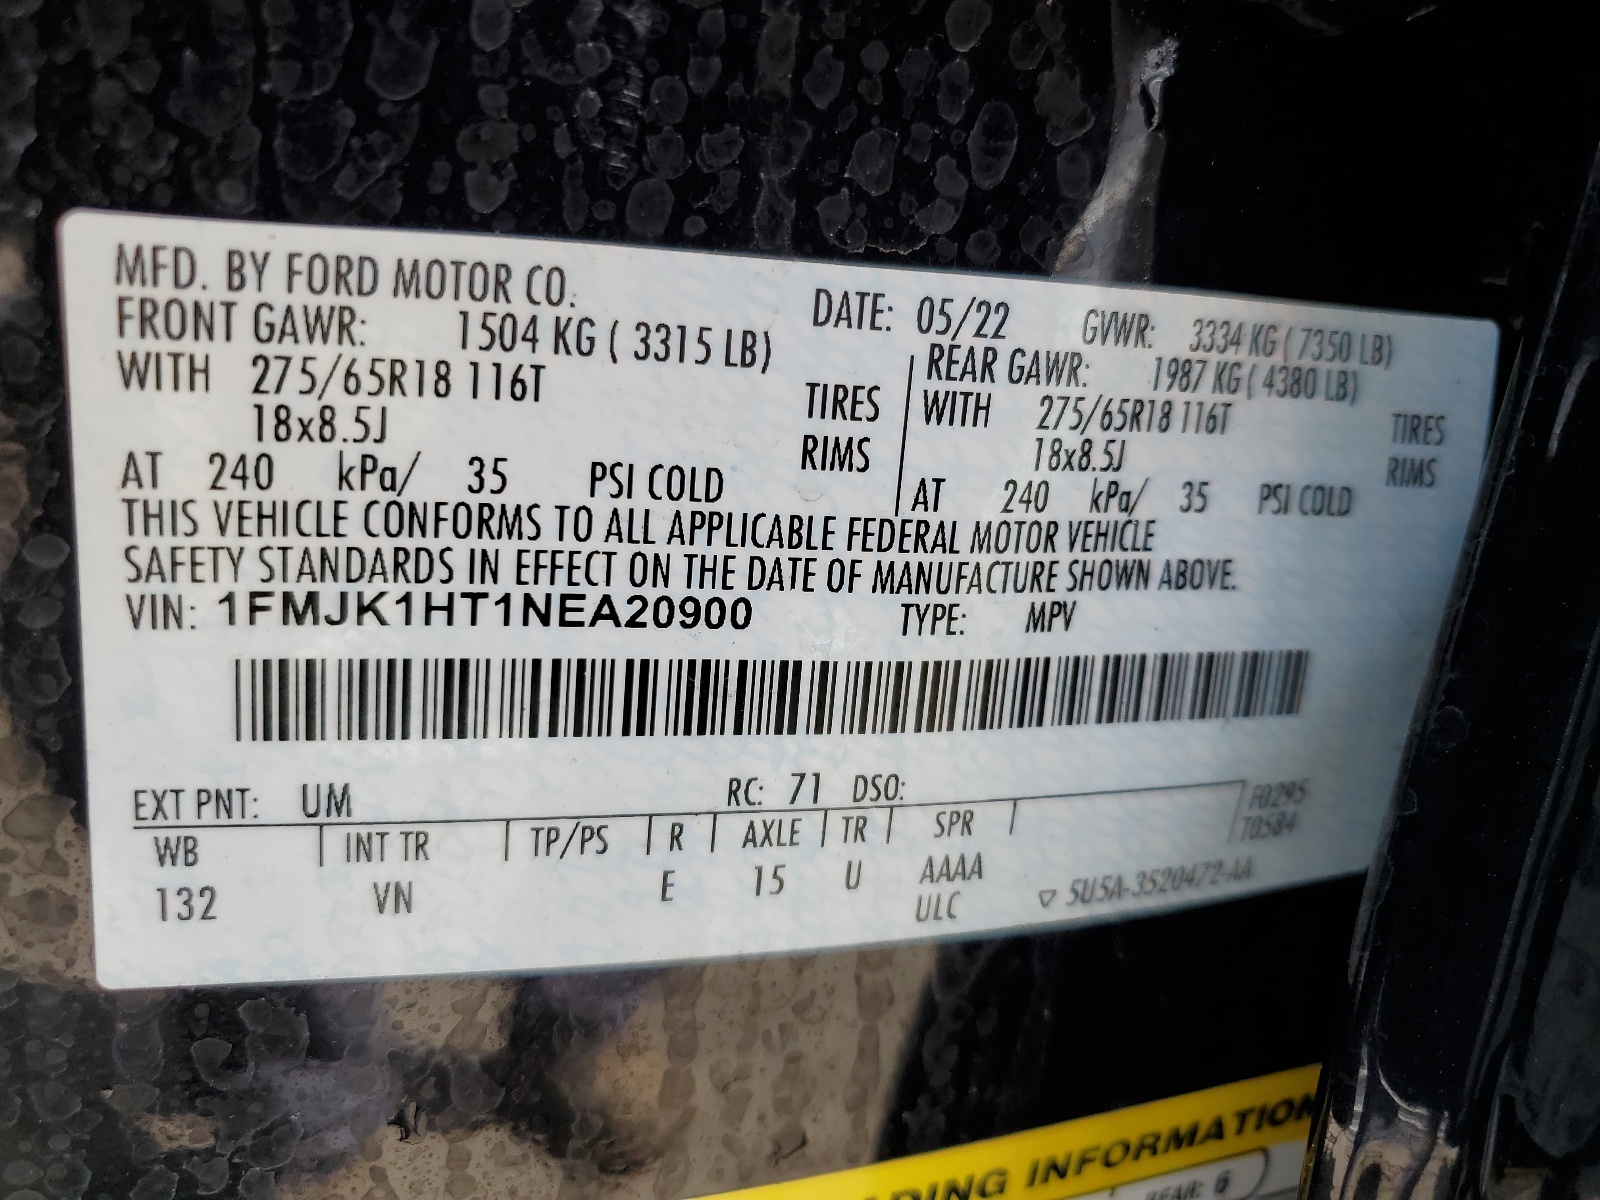 MFD. BY FORD MOTOR CO.
DATE: 05/22 GVWR: 3334 KG ( 7350 LB)
FRONT GAWR: 1504 KG ( 3315 LB)
WITH 275/65R18 116T TIRES
18x8.5J RIMS
AT 240 kPa/ 35 PSI COLD
REAR GAWR: 1987 KG ( 4380 LB)
WITH 275/65R18 116T TIRES
18x8.5J RIMS
AT 240 kPa/ 35 PSI COLD
THIS VEHICLE CONFORMS TO ALL APPLICABLE FEDERAL MOTOR VEHICLE
SAFETY STANDARDS IN EFFECT ON THE DATE OF MANUFACTURE SHOWN ABOVE.
VIN: 1FMJK1HT1NEA20900 TYPE: MPV
EXT PNT: UM RC: 71 DSO:
F0295
T0584
WB INT TR TP/PS R AXLE TR SPR
132 VN E 15 U AAAA
ULC ▽ 5U5A-3520472-AA
ADING INFORMATION
REAR: 6